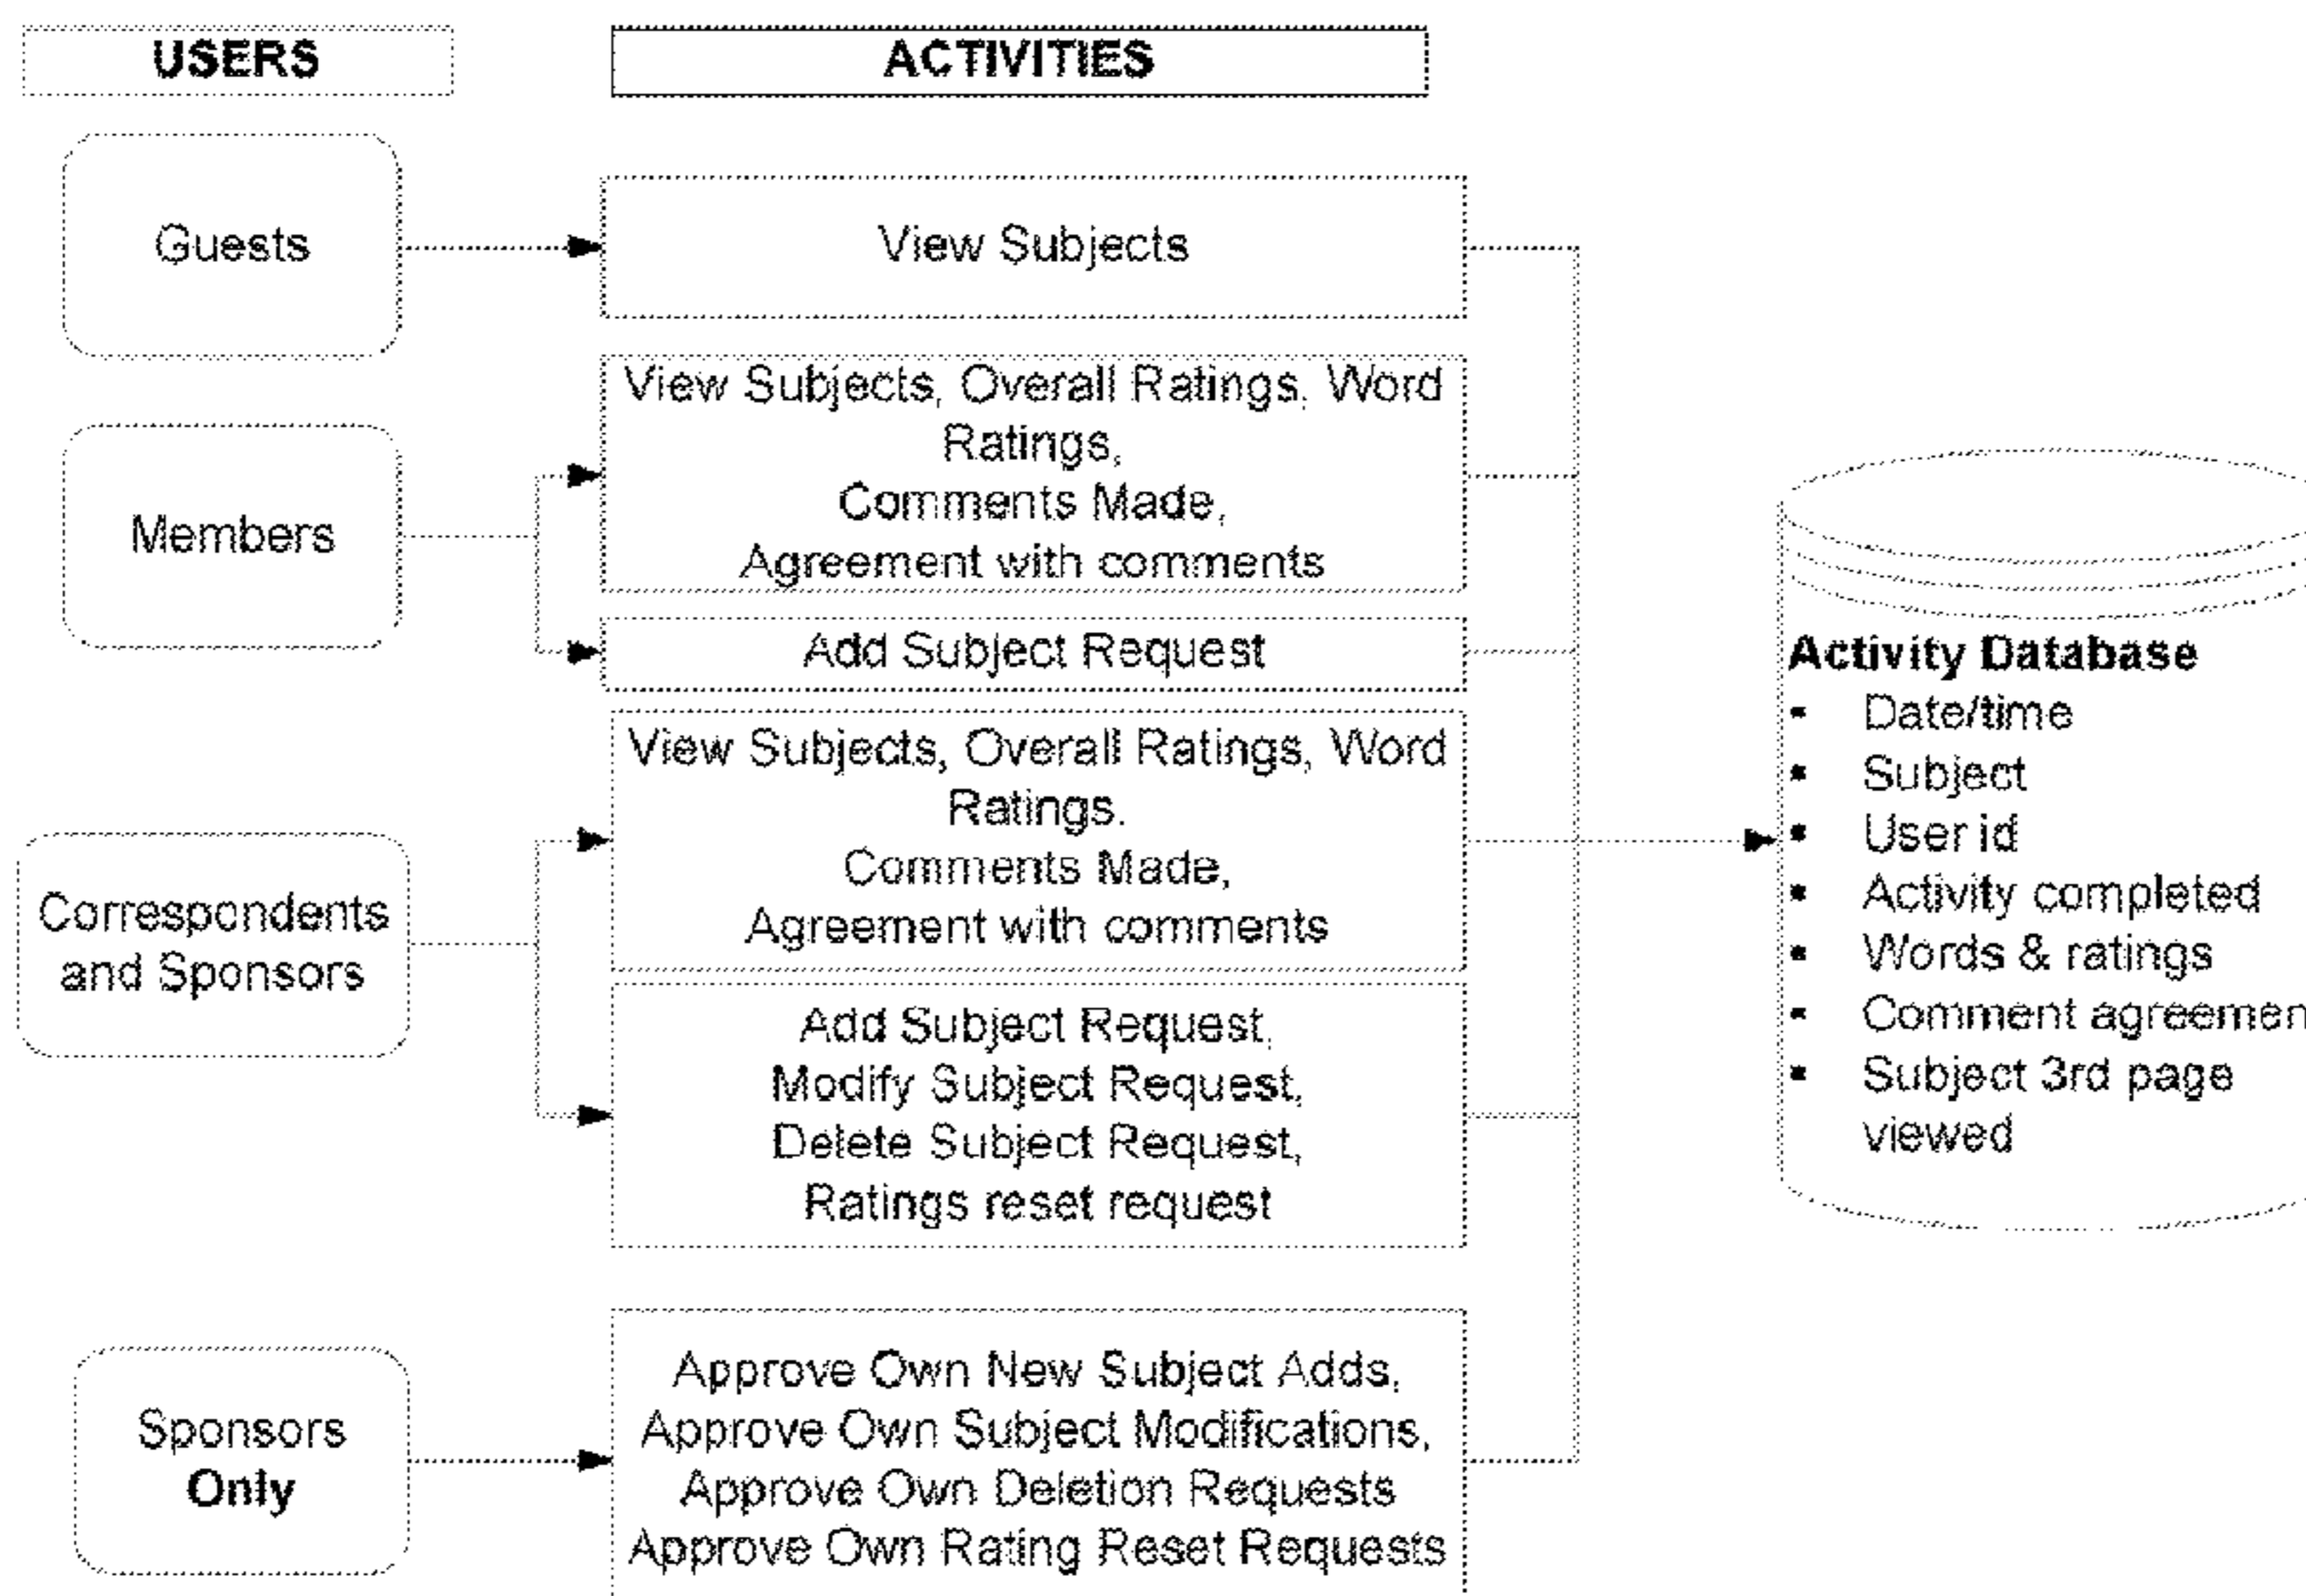 USERS
ACTIVITIES
Guests
View Subjects
Members
View Subjects, Overall Ratings, Word
Ratings,
Comments Made,
Agreement with comments
Add Subject Request
Correspondents
and Sponsors
View Subjects, Overall Ratings, Word
Ratings.
Comments Made,
Agreement with comments
Add Subject Request,
Modify Subject Request,
Delete Subject Request,
Ratings reset request
Sponsors
Only
Approve Own New Subject Adds,
Approve Own Subject Modifications,
Approve Own Deletion Requests
Approve Own Rating Reset Requests
Activity Database
▪ Date/time
▪ Subject
▪ User id
▪ Activity completed
▪ Words & ratings
▪ Comment agreemen
▪ Subject 3rd page
viewed